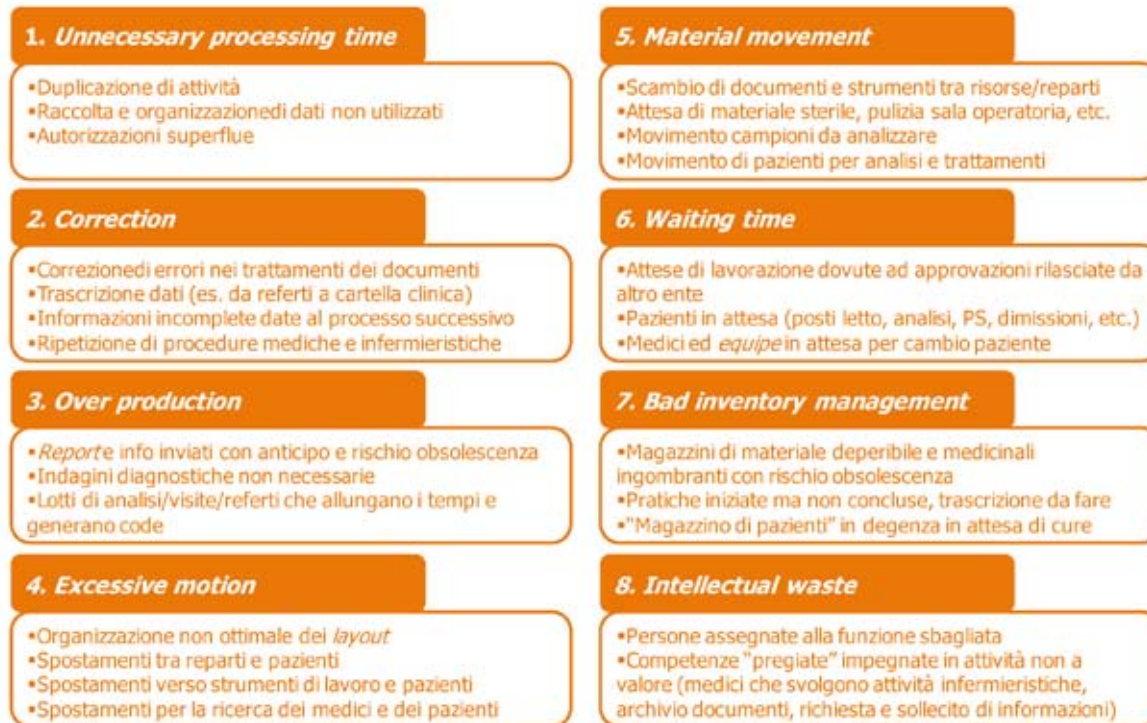 1. Unnecessary processing time
▪Duplicazione di attività
▪Raccolta e organizzazionedi dati non utilizzati
▪Autorizzazioni superflue
2. Correction
▪Correzionedi errori nei trattamenti dei documenti
▪Trascrizione dati (es. da referti a cartella clinica)
▪Informazioni incomplete date al processo successivo
▪Ripetizione di procedure mediche e infermieristiche
3. Over production
▪Report e info inviati con anticipo e rischio obsolescenza
▪Indagini diagnostiche non necessarie
▪Lotti di analisi/visite/referti che allungano i tempi e
generano code
4. Excessive motion
▪Organizzazione non ottimale dei layout
▪Spostamenti tra reparti e pazienti
▪Spostamenti verso strumenti di lavoro e pazienti
▪Spostamenti per la ricerca dei medici e dei pazienti
5. Material movement
▪Scambio di documenti e strumenti tra risorse/reparti
▪Attesa di materiale sterile, pulizia sala operatoria, etc.
▪Movimento campioni da analizzare
▪Movimento di pazienti per analisi e trattamenti
6. Waiting time
▪Attese di lavorazione dovute ad approvazioni rilasciate da
altro ente
▪Pazienti in attesa (posti letto, analisi, PS, dimissioni, etc.)
▪Medici ed equipe in attesa per cambio paziente
7. Bad inventory management
▪Magazzini di materiale deperibile e medicinali
ingombranti con rischio obsolescenza
▪Pratiche iniziate ma non concluse, trascrizione da fare
▪"Magazzino di pazienti" in degenza in attesa di cure
8. Intellectual waste
▪Persone assegnate alla funzione sbagliata
▪Competenze "pregiate" impegnate in attività non a
valore (medici che svolgono attività infermieristiche,
archivio documenti, richiesta e sollecito di informazioni)